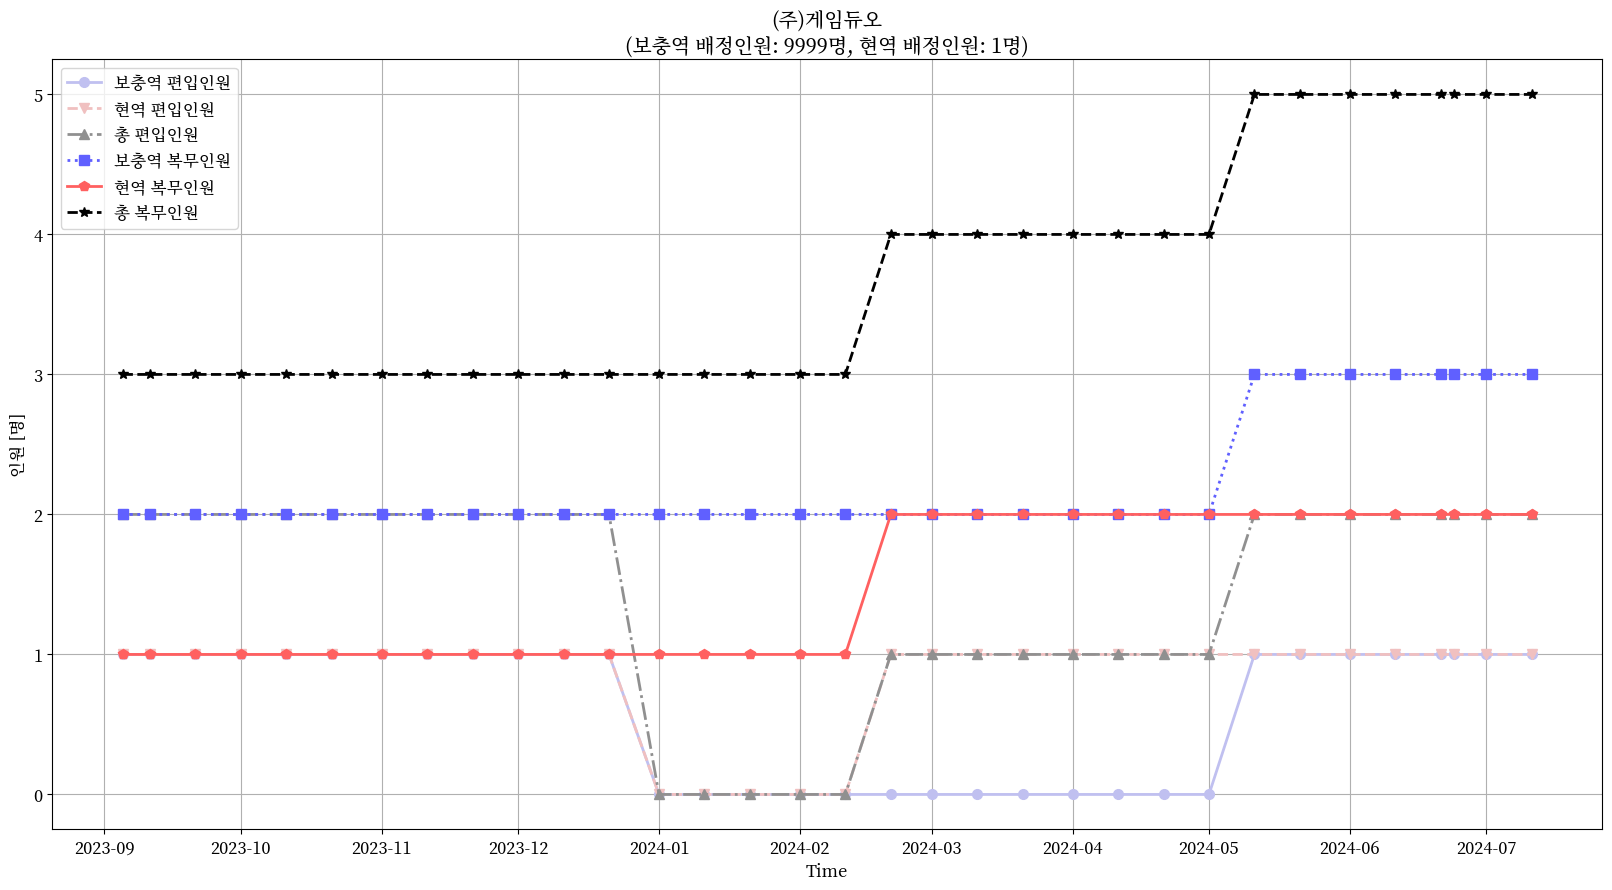 (주)게임듀오
(보충역 배정인원: 9999명, 현역 배정인원: 1명)
보충역 편입인원
현역 편입인원
총 편입인원
보충역 복무인원
현역 복무인원
총 복무인원
5
4
3
2
1
0
인원 [명]
2023-09 2023-10 2023-11 2023-12 2024-01 2024-02 2024-03 2024-04 2024-05 2024-06 2024-07
Time